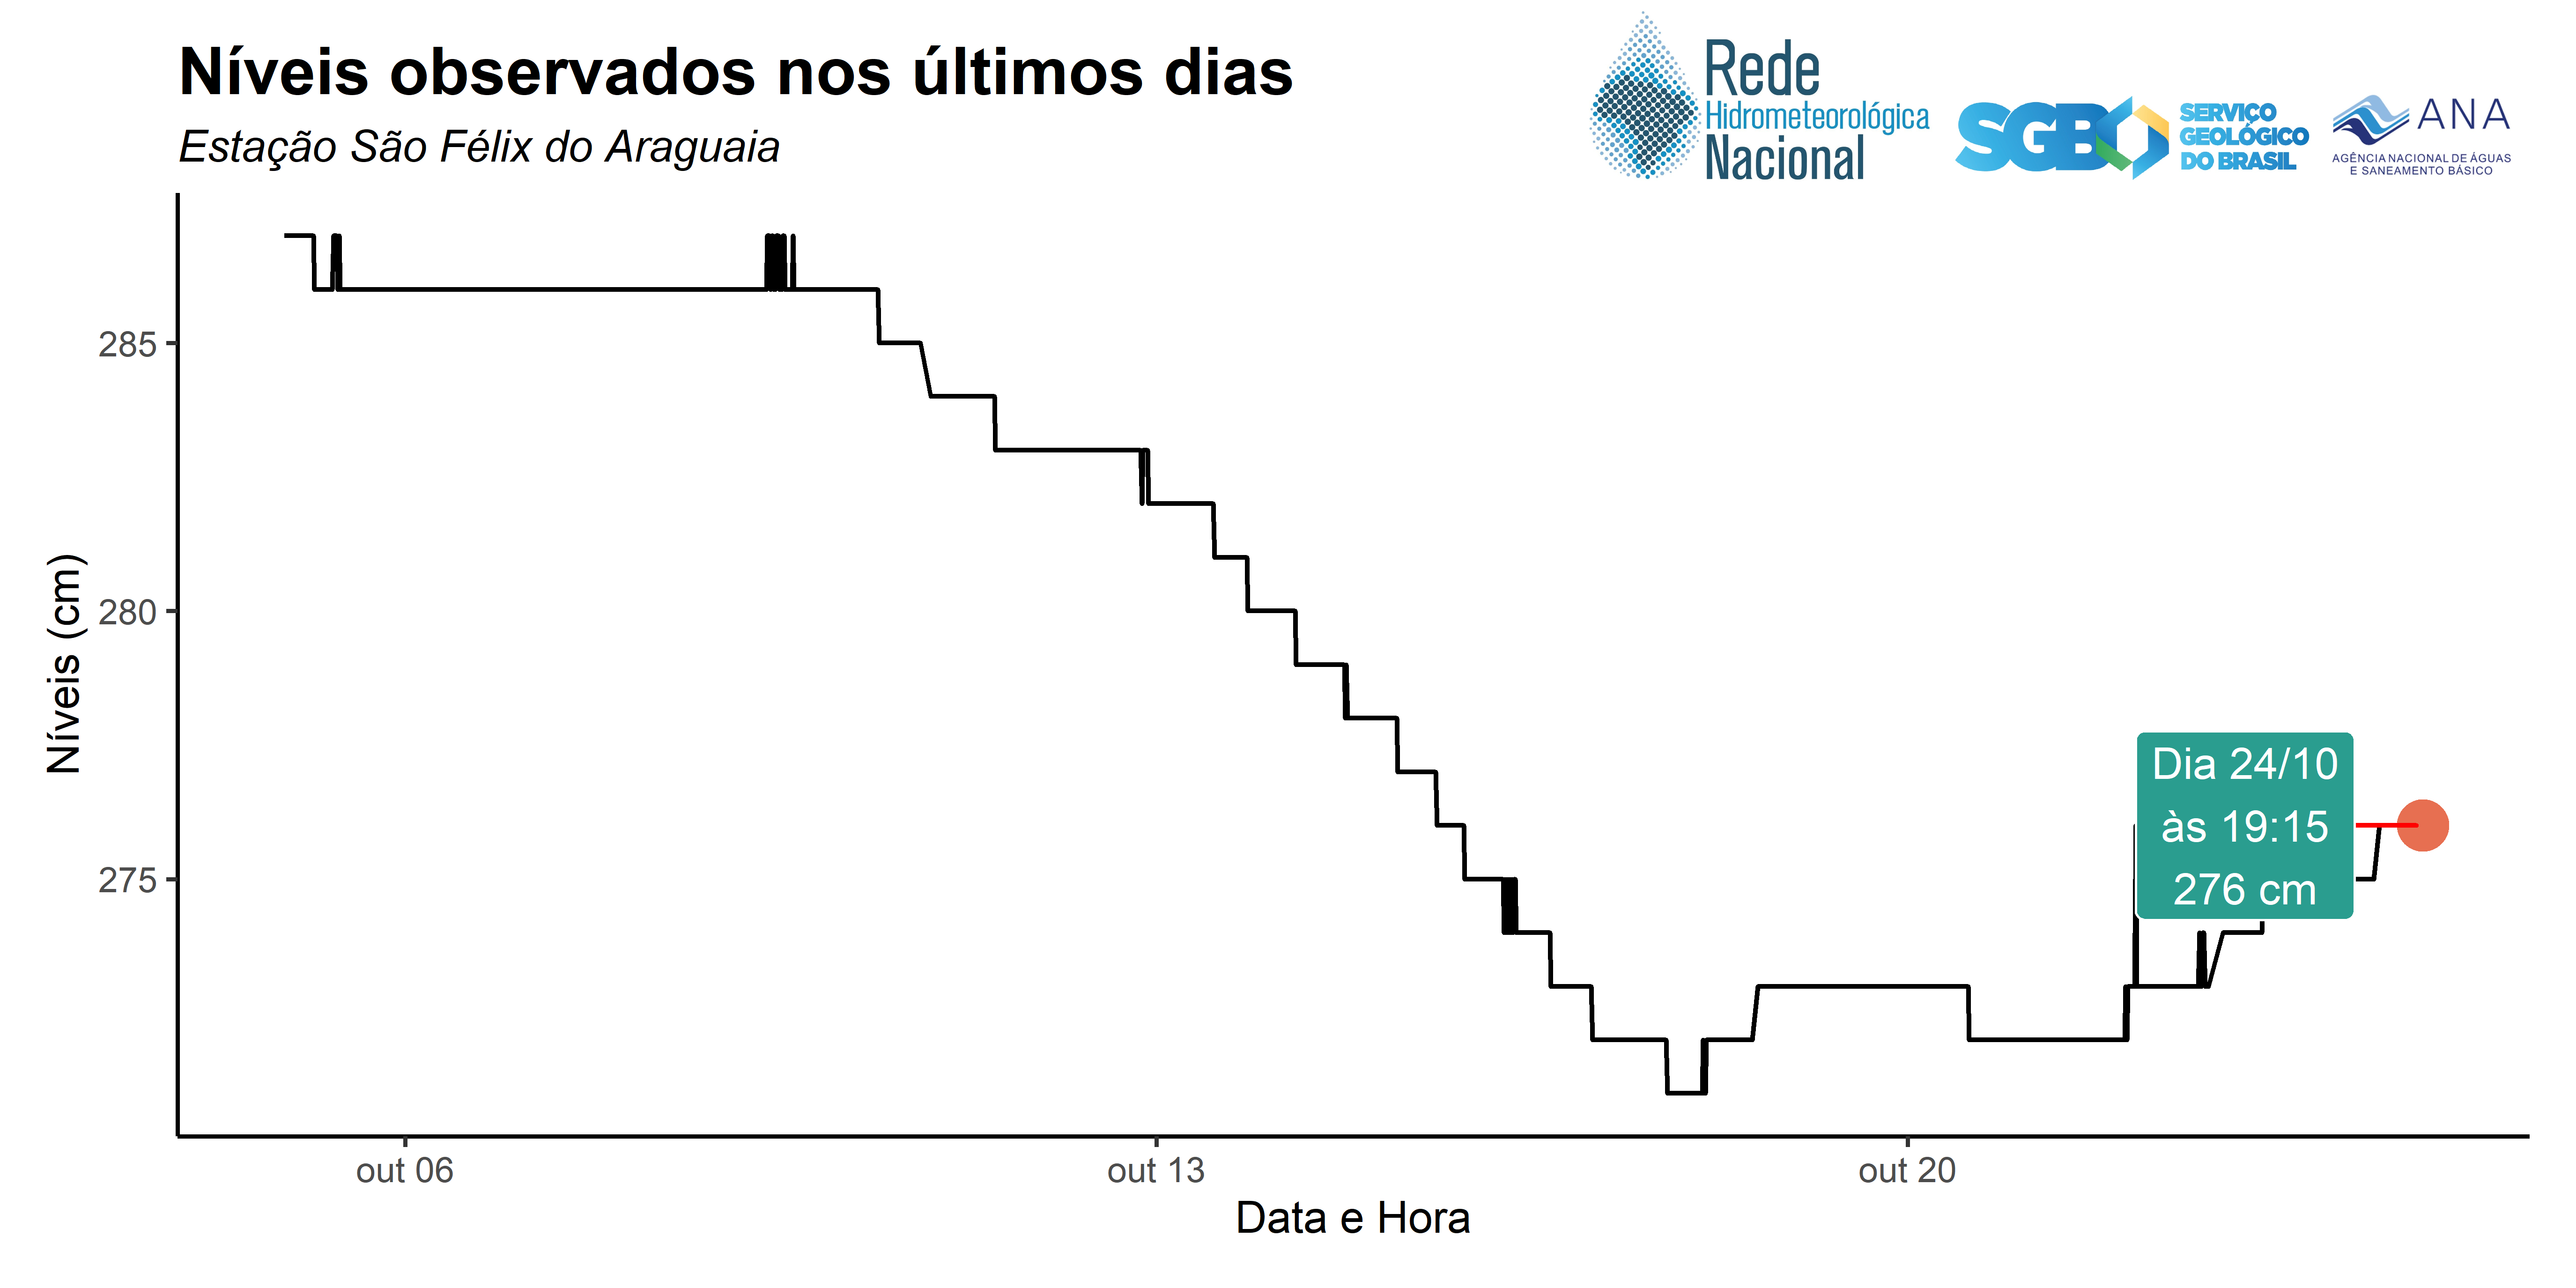 Níveis observados nos últimos dias
Estação São Félix do Araguaia
Rede
Hidrometeorológica
Nacional
SGB
SERVIÇO
GEOLÓGICO
DO BRASIL
ANA
AGÊNCIA NACIONAL DE ÁGUAS
E SANEAMENTO BÁSICO
Níveis (cm)
285
280
275
Dia 24/10
às 19:15
276 cm
out 06
out 13
out 20
Data e Hora